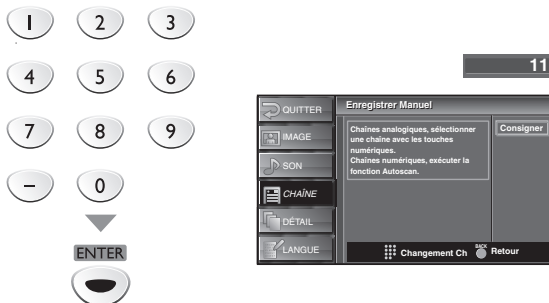 1 2 3
4 5 6
7 8 9
- 0
ENTER
11
QUITTER
IMAGE
SON
CHAÎNE
DÉTAIL
LANGUE
Enregistrer Manuel
Chaînes analogiques, sélectionner
une chaîne avec les touches
numériques.
Chaînes numériques, exécuter la
fonction Autoscan.
Consigner
Changement Ch BACK Retour